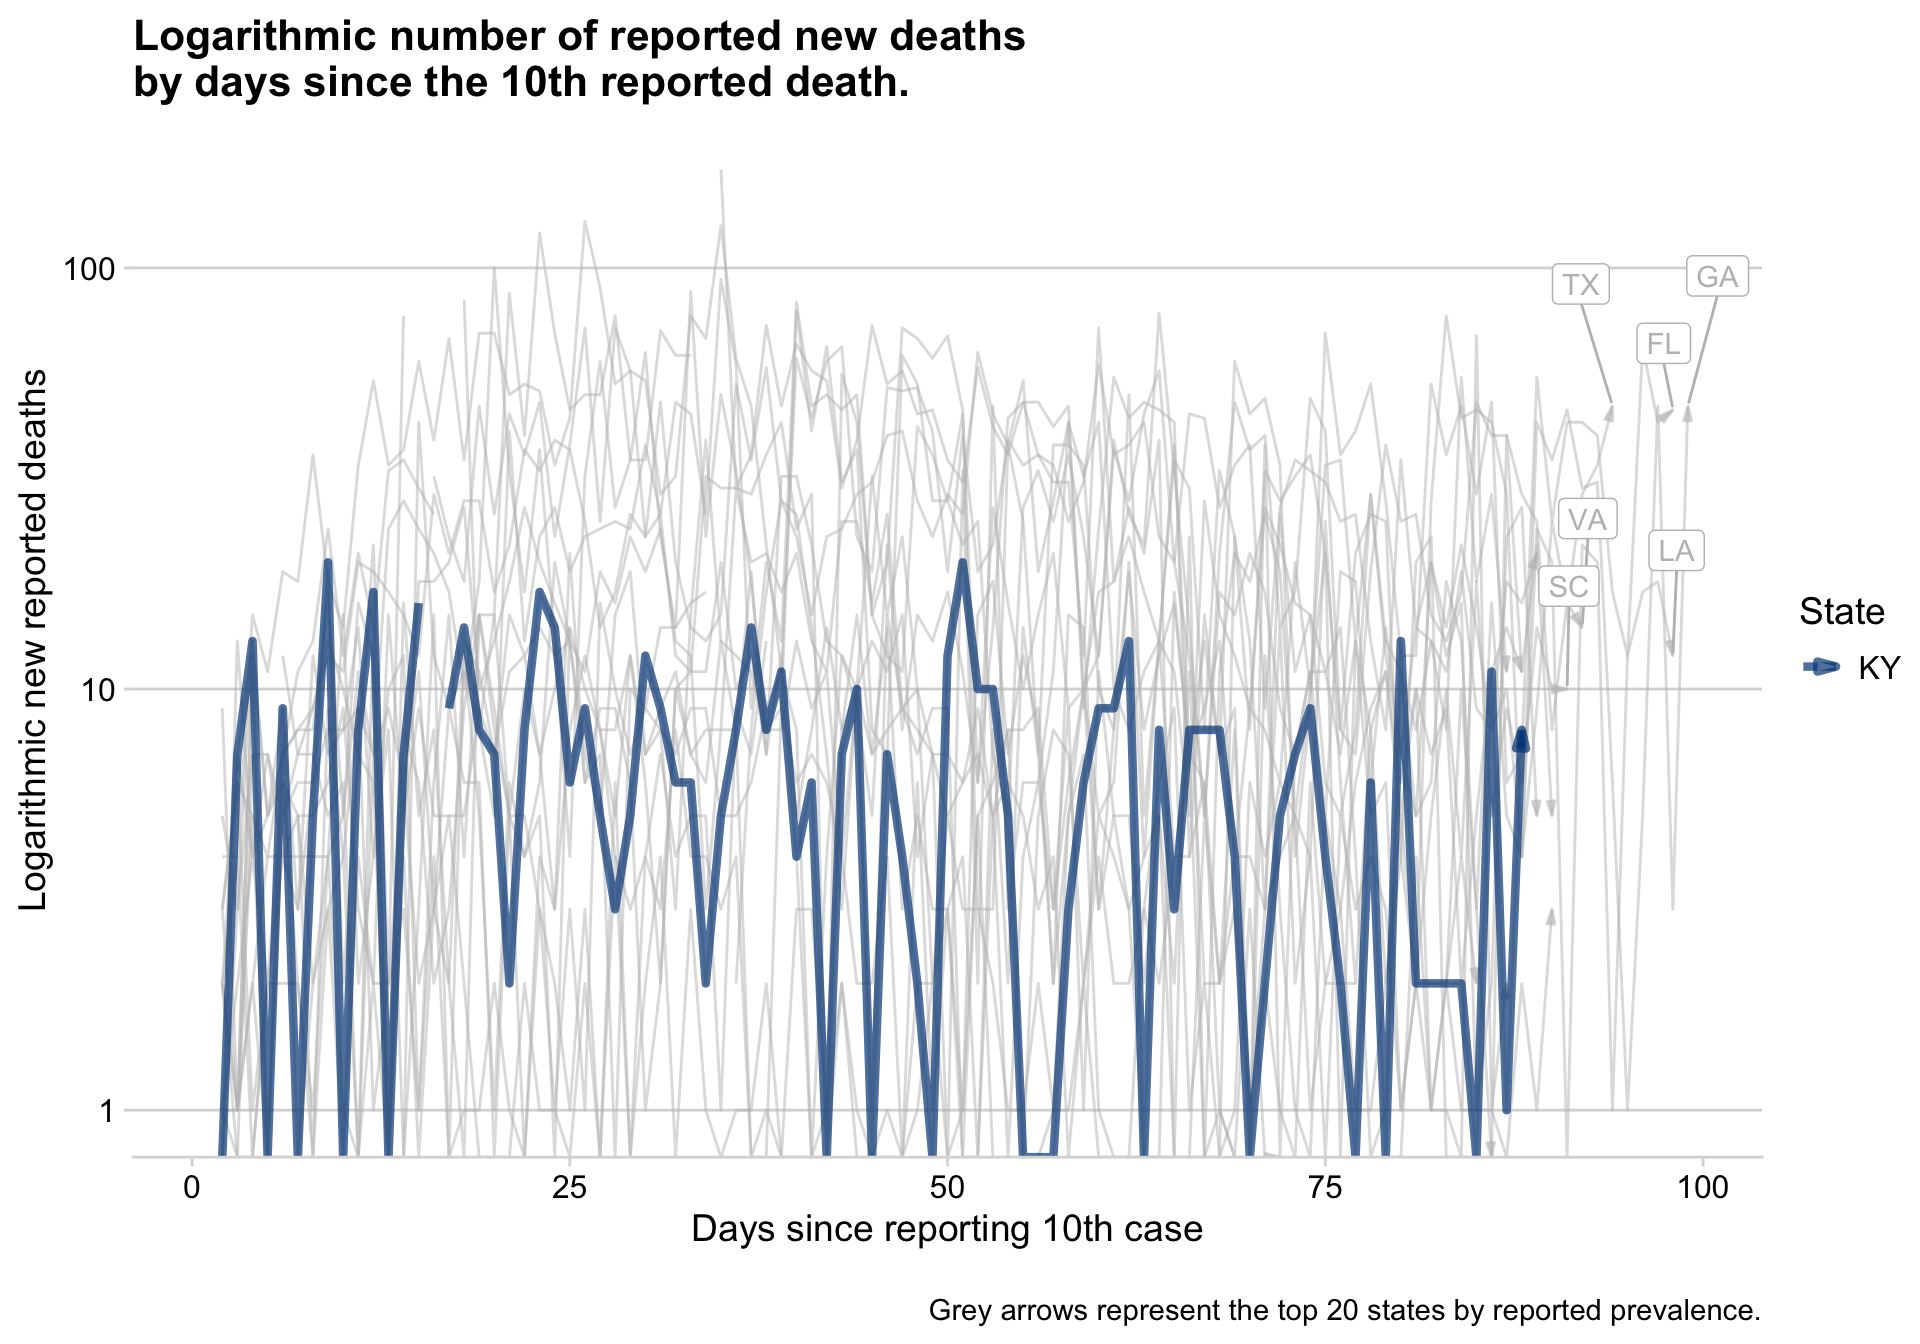 Logarithmic number of reported new deaths
by days since the 10th reported death.
Logarithmic new reported deaths
100
10
1
TX
GA
FL
VA
LA
SC
State
KY
0
25
50
75
100
Days since reporting 10th case
Grey arrows represent the top 20 states by reported prevalence.